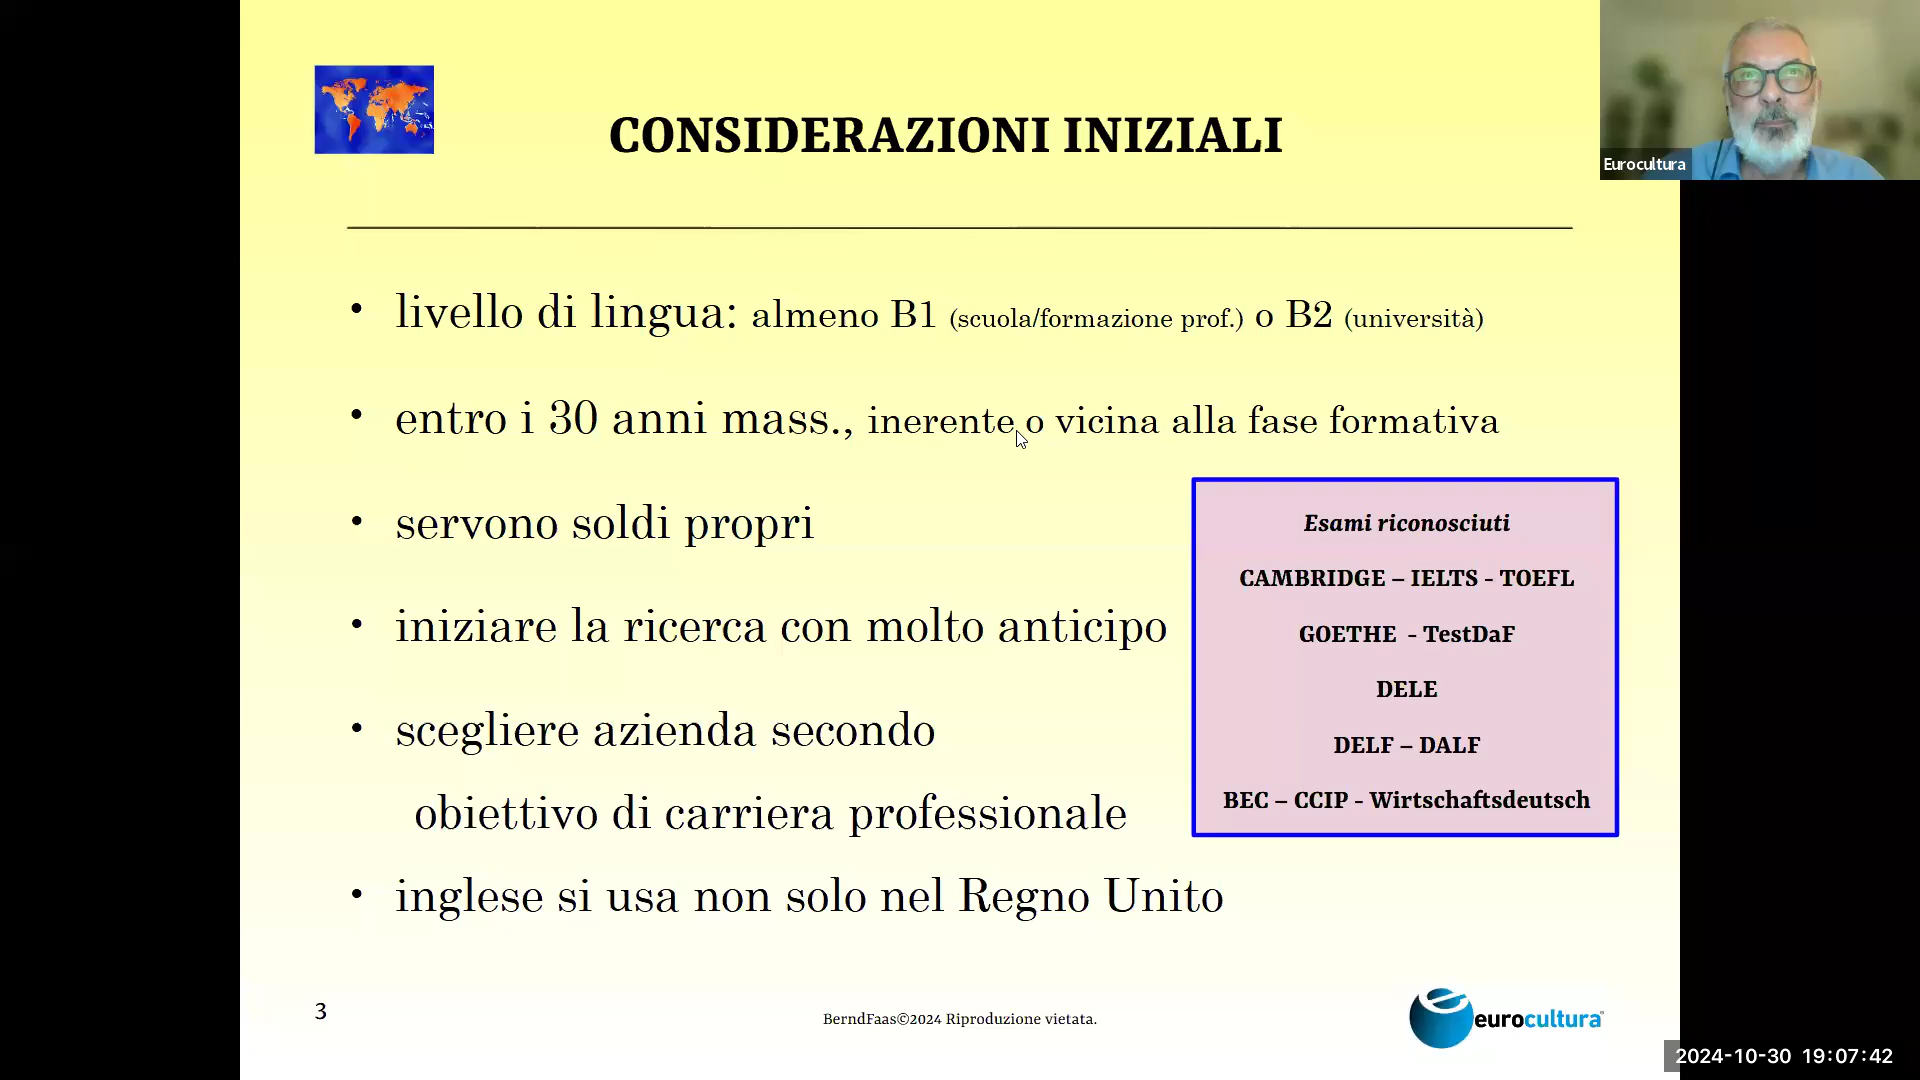 CONSIDERAZIONI INIZIALI
Eurocultura
• livello di lingua: almeno B1 (scuola/formazione prof.) o B2 (università)
• entro i 30 anni mass., inerente o vicina alla fase formativa
• servono soldi propri
• iniziare la ricerca con molto anticipo
• scegliere azienda secondo
obiettivo di carriera professionale
• inglese si usa non solo nel Regno Unito
Esami riconosciuti
CAMBRIDGE – IELTS - TOEFL
GOETHE - TestDaF
DELE
DELF – DALF
BEC – CCIP - Wirtschaftsdeutsch
3
BerndFaas©2024 Riproduzione vietata.
eurocultura
2024-10-30 19:07:42